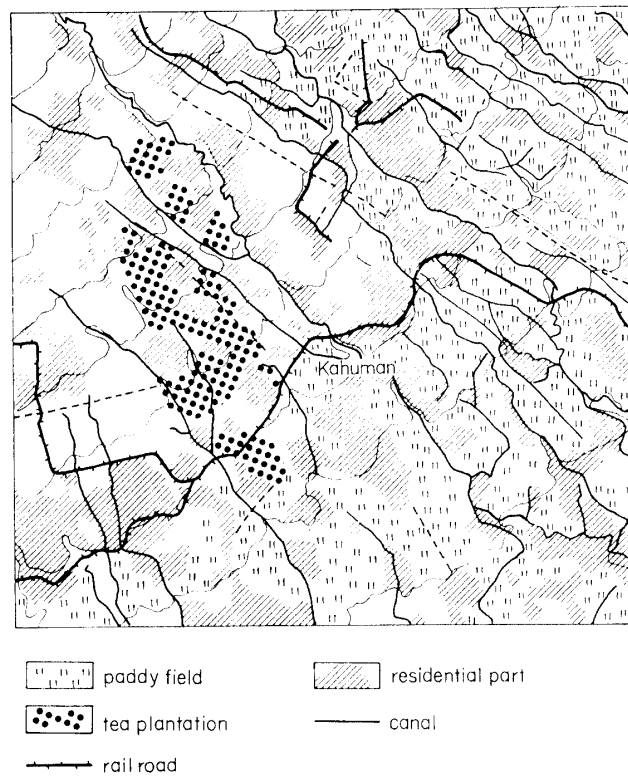 Kahuman
paddy field
residential part
tea plantation
canal
rail road